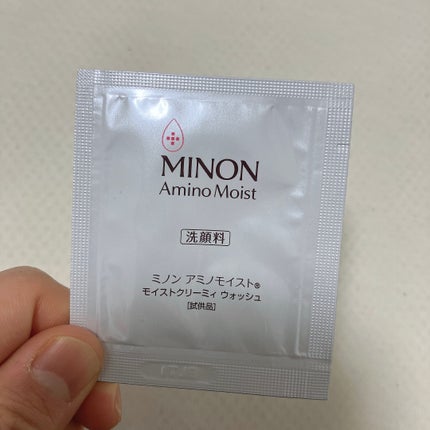 MINON
Amino Moist
洗顔料
ミノン アミノモイスト®
モイストクリーミィ ウォッシュ
[試供品]